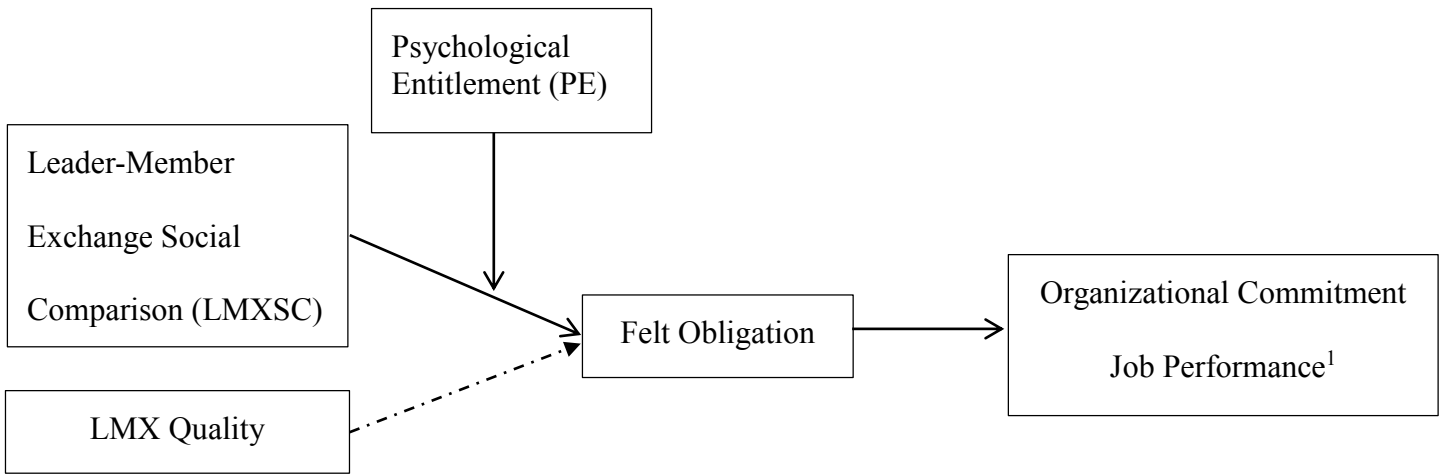 Psychological
Entitlement (PE)
Leader-Member
Exchange Social
Comparison (LMXSC)
LMX Quality
Felt Obligation
Organizational Commitment
Job Performance¹